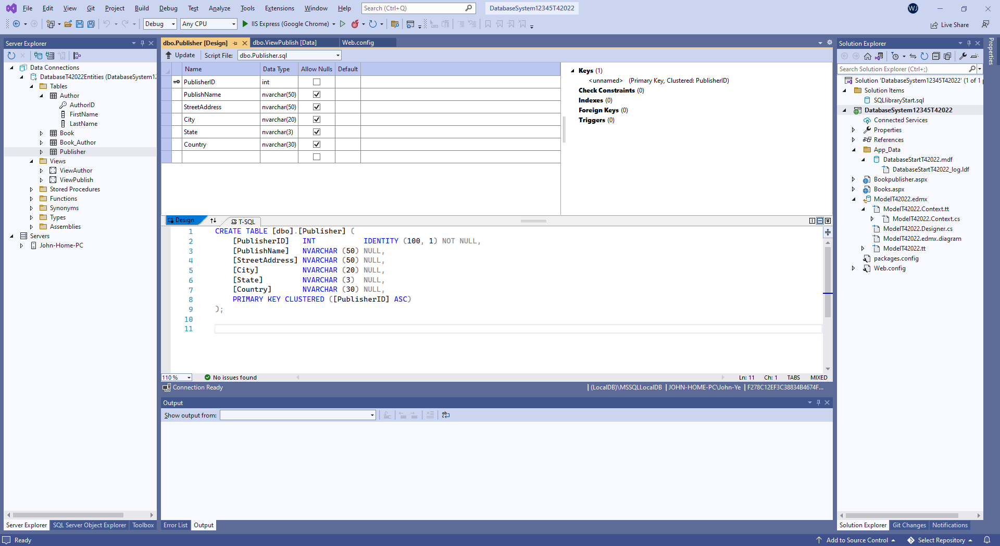 File Edit View Git Project Build Debug Test Analyze Tools Extensions Window Help Search (Ctrl+Q) DatabaseSystem12345T42022 WJ
Debug Any CPU IIS Express (Google Chrome) Live Share
Server Explorer
Data Connections
DatabaseT42022Entities (DatabaseSystem12
Tables
Author
AuthorID
FirstName
LastName
Book
Book_Author
Publisher
Views
ViewAuthor
ViewPublish
Stored Procedures
Functions
Synonyms
Types
Assemblies
Servers
John-Home-PC
Server Explorer SQL Server Object Explorer Toolbox
dbo.Publisher [Design] dbo.ViewPublish [Data] Web.config
Update Script File: dbo.Publisher.sql
Name Data Type Allow Nulls Default
PublisherID int
PublishName nvarchar(50)
StreetAddress nvarchar(50)
City nvarchar(20)
State nvarchar(3)
Country nvarchar(30)
Keys (1)
<unnamed> (Primary Key, Clustered: PublisherID)
Check Constraints (0)
Indexes (0)
Foreign Keys (0)
Triggers (0)
Design T-SQL
1 CREATE TABLE [dbo].[Publisher] (
2 [PublisherID] INT IDENTITY (100, 1) NOT NULL,
3 [PublishName] NVARCHAR (50) NULL,
4 [StreetAddress] NVARCHAR (50) NULL,
5 [City] NVARCHAR (20) NULL,
6 [State] NVARCHAR (3) NULL,
7 [Country] NVARCHAR (30) NULL,
8 PRIMARY KEY CLUSTERED ([PublisherID] ASC)
9 );
10
11
110 % No issues found Ln: 11 Ch: 1 TABS MIXED
Connection Ready | (LocalDB)\MSSQLLocalDB | JOHN-HOME-PC\John-Ye | F278C12EF3C38834B4674F...
Output
Show output from:
Error List Output
Solution Explorer
Search Solution Explorer (Ctrl+;)
Solution 'DatabaseSystem12345T42022' (1 of 1 p
Solution Items
SQLlibraryStart.sql
DatabaseSystem12345T42022
Connected Services
Properties
References
App_Data
DatabaseStartT42022.mdf
DatabaseStartT42022_log.ldf
Bookpublisher.aspx
Books.aspx
ModelT42022.edmx
ModelT42022.Context.tt
ModelT42022.Context.cs
ModelT42022.Designer.cs
ModelT42022.edmx.diagram
ModelT42022.tt
packages.config
Web.config
Solution Explorer Git Changes Notifications
Properties
Ready Add to Source Control Select Repository